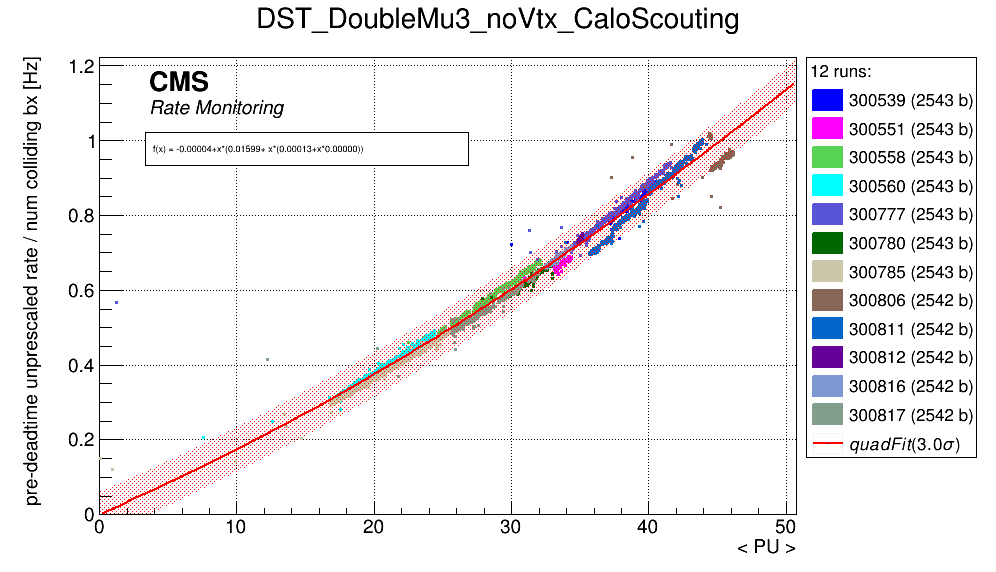 DST_DoubleMu3_noVtx_CaloScouting
pre-deadtime unprescaled rate / num colliding bx [Hz]
CMS
Rate Monitoring
f(x) = -0.00004+x*(0.01599+ x*(0.00013+x*0.00000))
1.2
1
0.8
0.6
0.4
0.2
0
0 10 20 30 40 50
< PU >
12 runs:
300539 (2543 b)
300551 (2543 b)
300558 (2543 b)
300560 (2543 b)
300777 (2543 b)
300780 (2543 b)
300785 (2543 b)
300806 (2542 b)
300811 (2542 b)
300812 (2542 b)
300816 (2542 b)
300817 (2542 b)
quadFit(3.0σ)